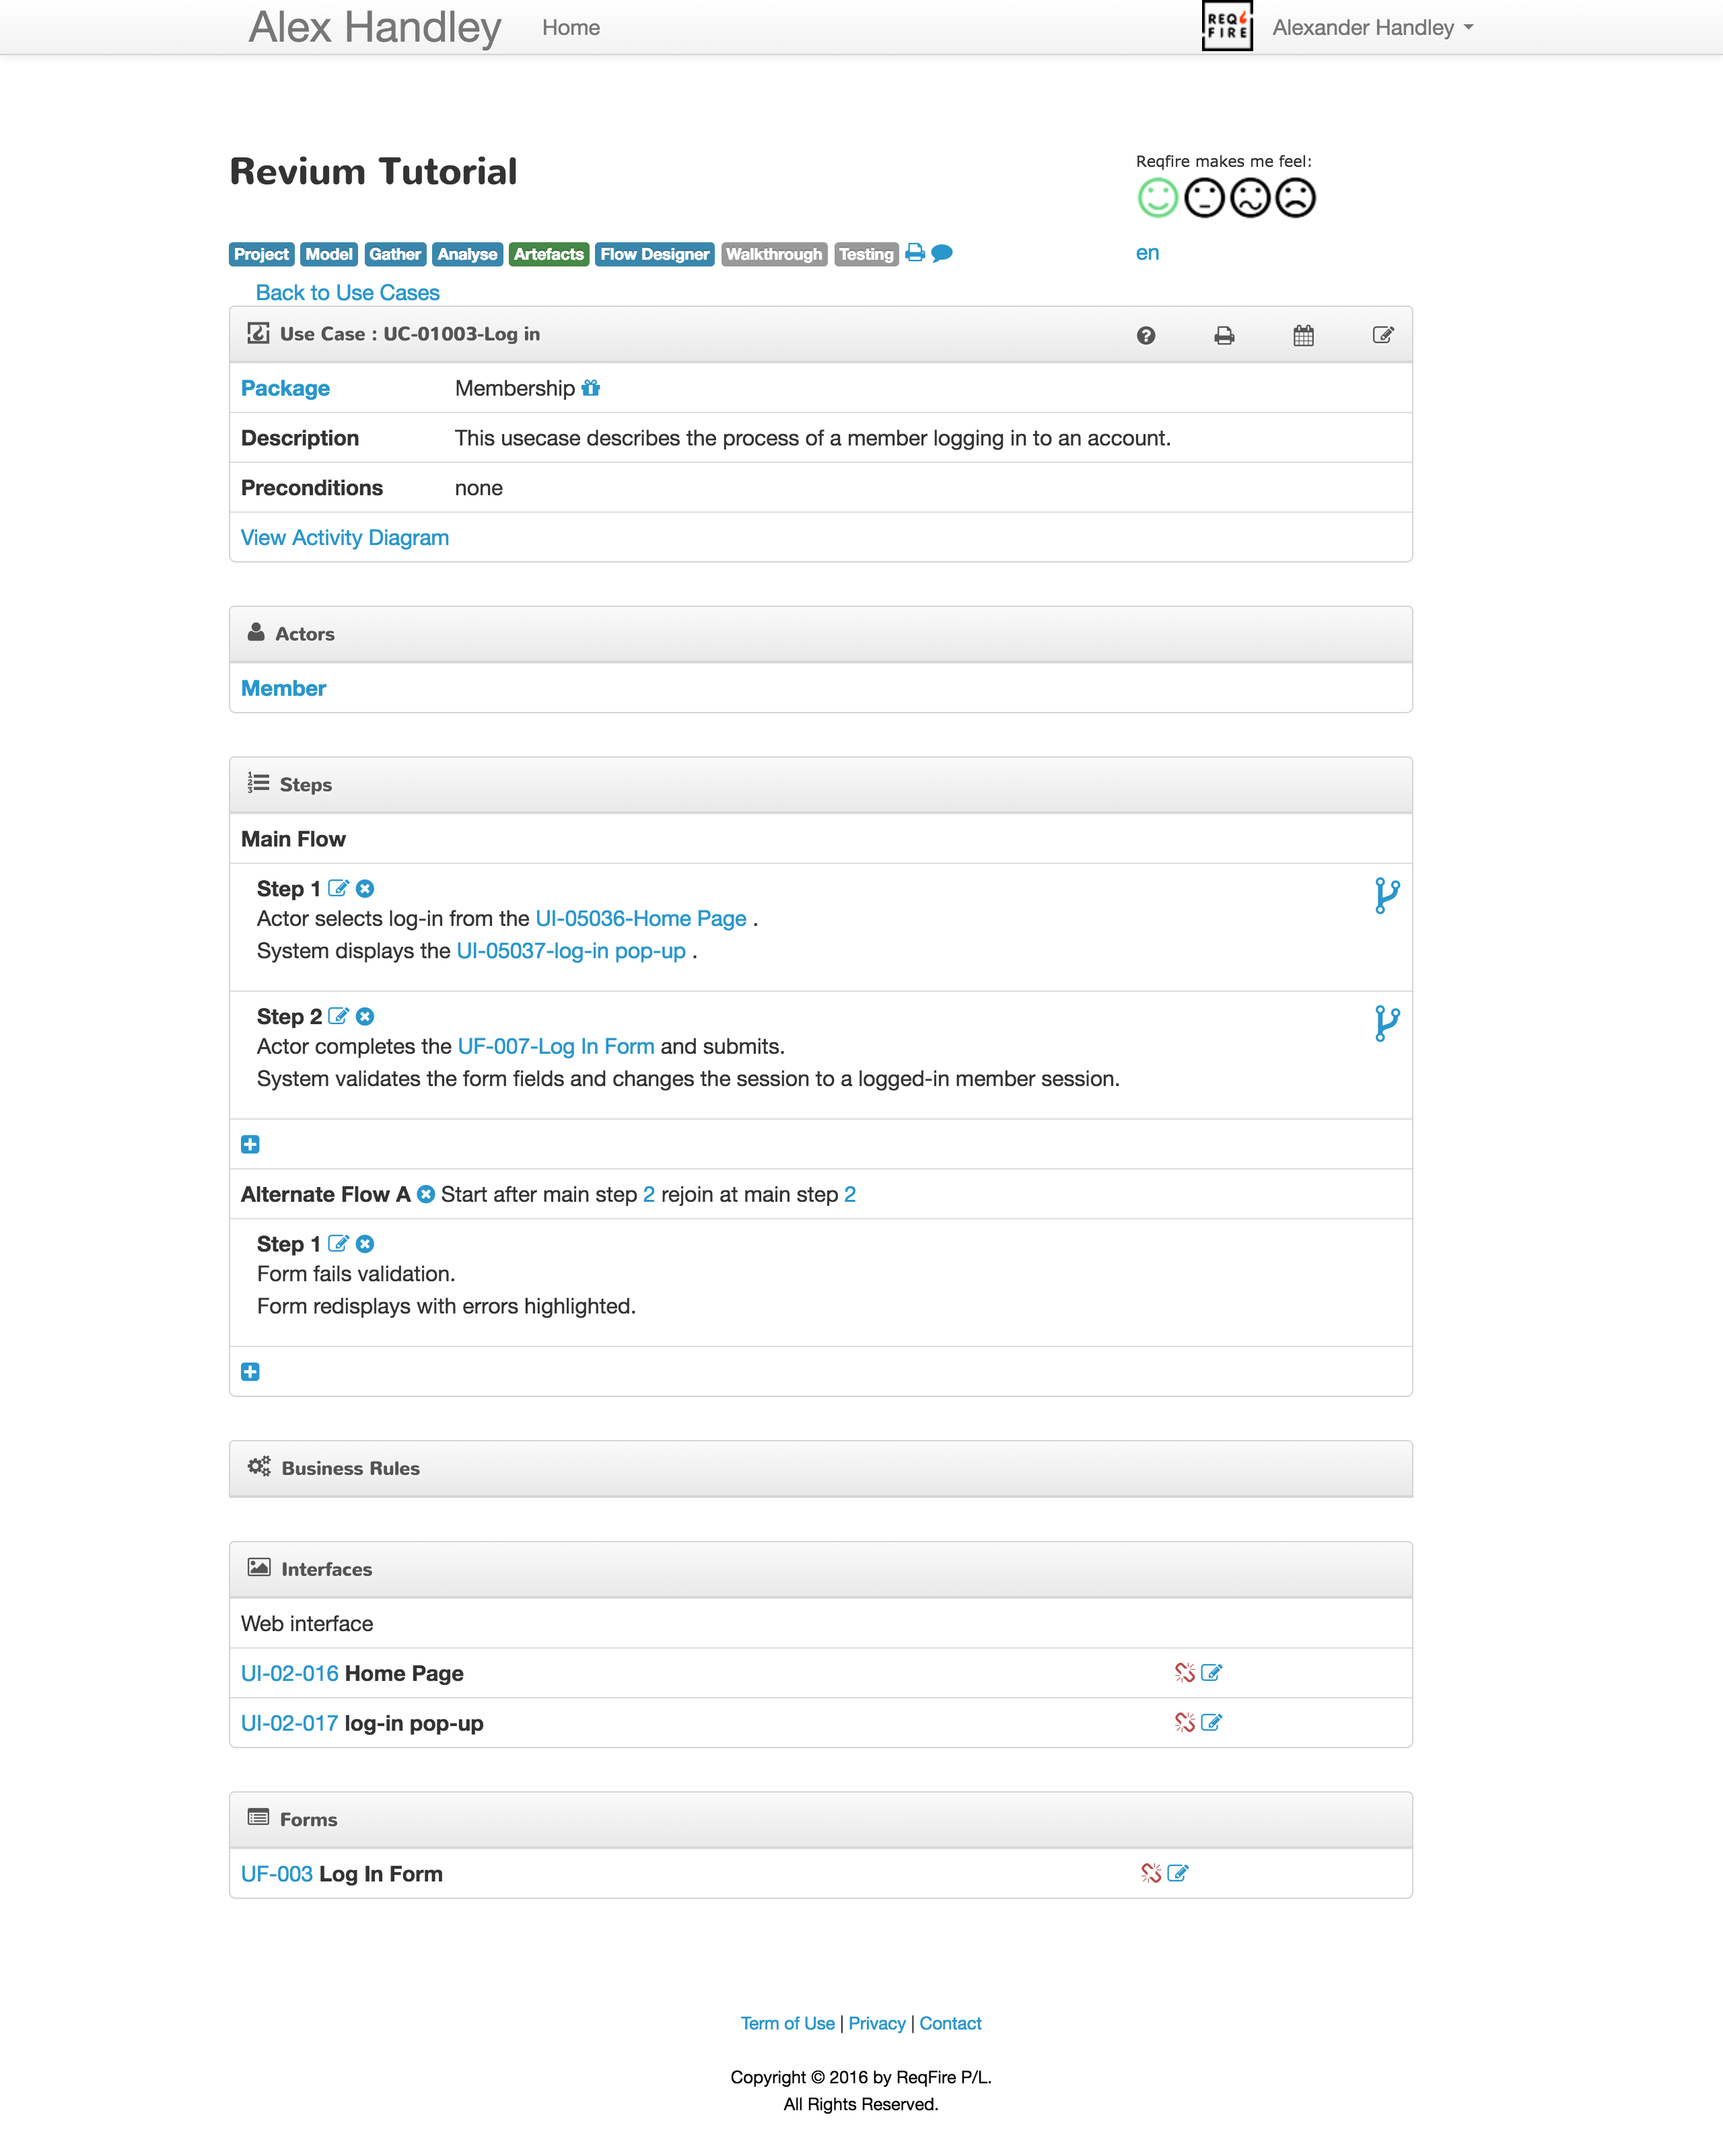 Alex Handley Home REQ FIRE Alexander Handley
Revium Tutorial
Reqfire makes me feel:
Project Model Gather Analyse Artefacts Flow Designer Walkthrough Testing en
Back to Use Cases
Use Case : UC-01003-Log in
Package Membership
Description This usecase describes the process of a member logging in to an account.
Preconditions none
View Activity Diagram
Actors
Member
Steps
Main Flow
Step 1
Actor selects log-in from the UI-05036-Home Page .
System displays the UI-05037-log-in pop-up .
Step 2
Actor completes the UF-007-Log In Form and submits.
System validates the form fields and changes the session to a logged-in member session.
Alternate Flow A Start after main step 2 rejoin at main step 2
Step 1
Form fails validation.
Form redisplays with errors highlighted.
Business Rules
Interfaces
Web interface
UI-02-016 Home Page
UI-02-017 log-in pop-up
Forms
UF-003 Log In Form
Term of Use | Privacy | Contact
Copyright © 2016 by ReqFire P/L.
All Rights Reserved.